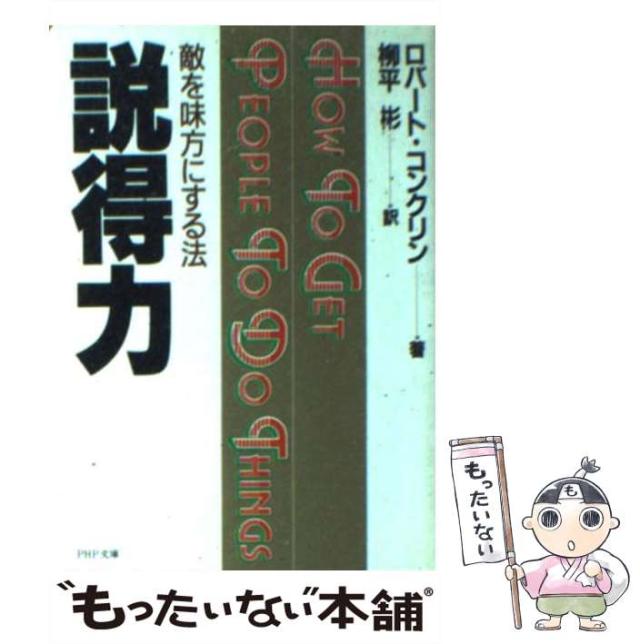 ロバート・コンクリン 著
柳平 彬 訳
HOW TO GET
PEOPLE TO DO THINGS
敵を味方にする法
説得力
PHP文庫
も
もったいない
“もったいない”本舗®